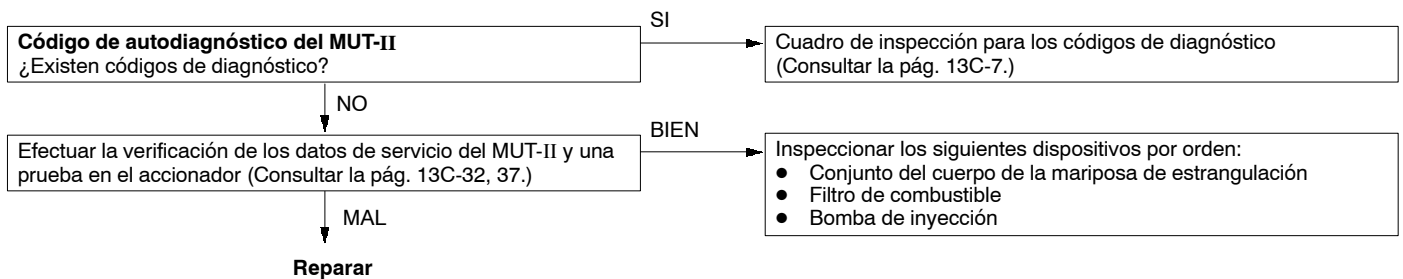 SI
Código de autodiagnóstico del MUT-II
¿Existen códigos de diagnóstico?
Cuadro de inspección para los códigos de diagnóstico
(Consultar la pág. 13C-7.)
NO
BIEN
Efectuar la verificación de los datos de servicio del MUT-II y una
prueba en el accionador (Consultar la pág. 13C-32, 37.)
Inspeccionar los siguientes dispositivos por orden:
● Conjunto del cuerpo de la mariposa de estrangulación
● Filtro de combustible
● Bomba de inyección
MAL
Reparar